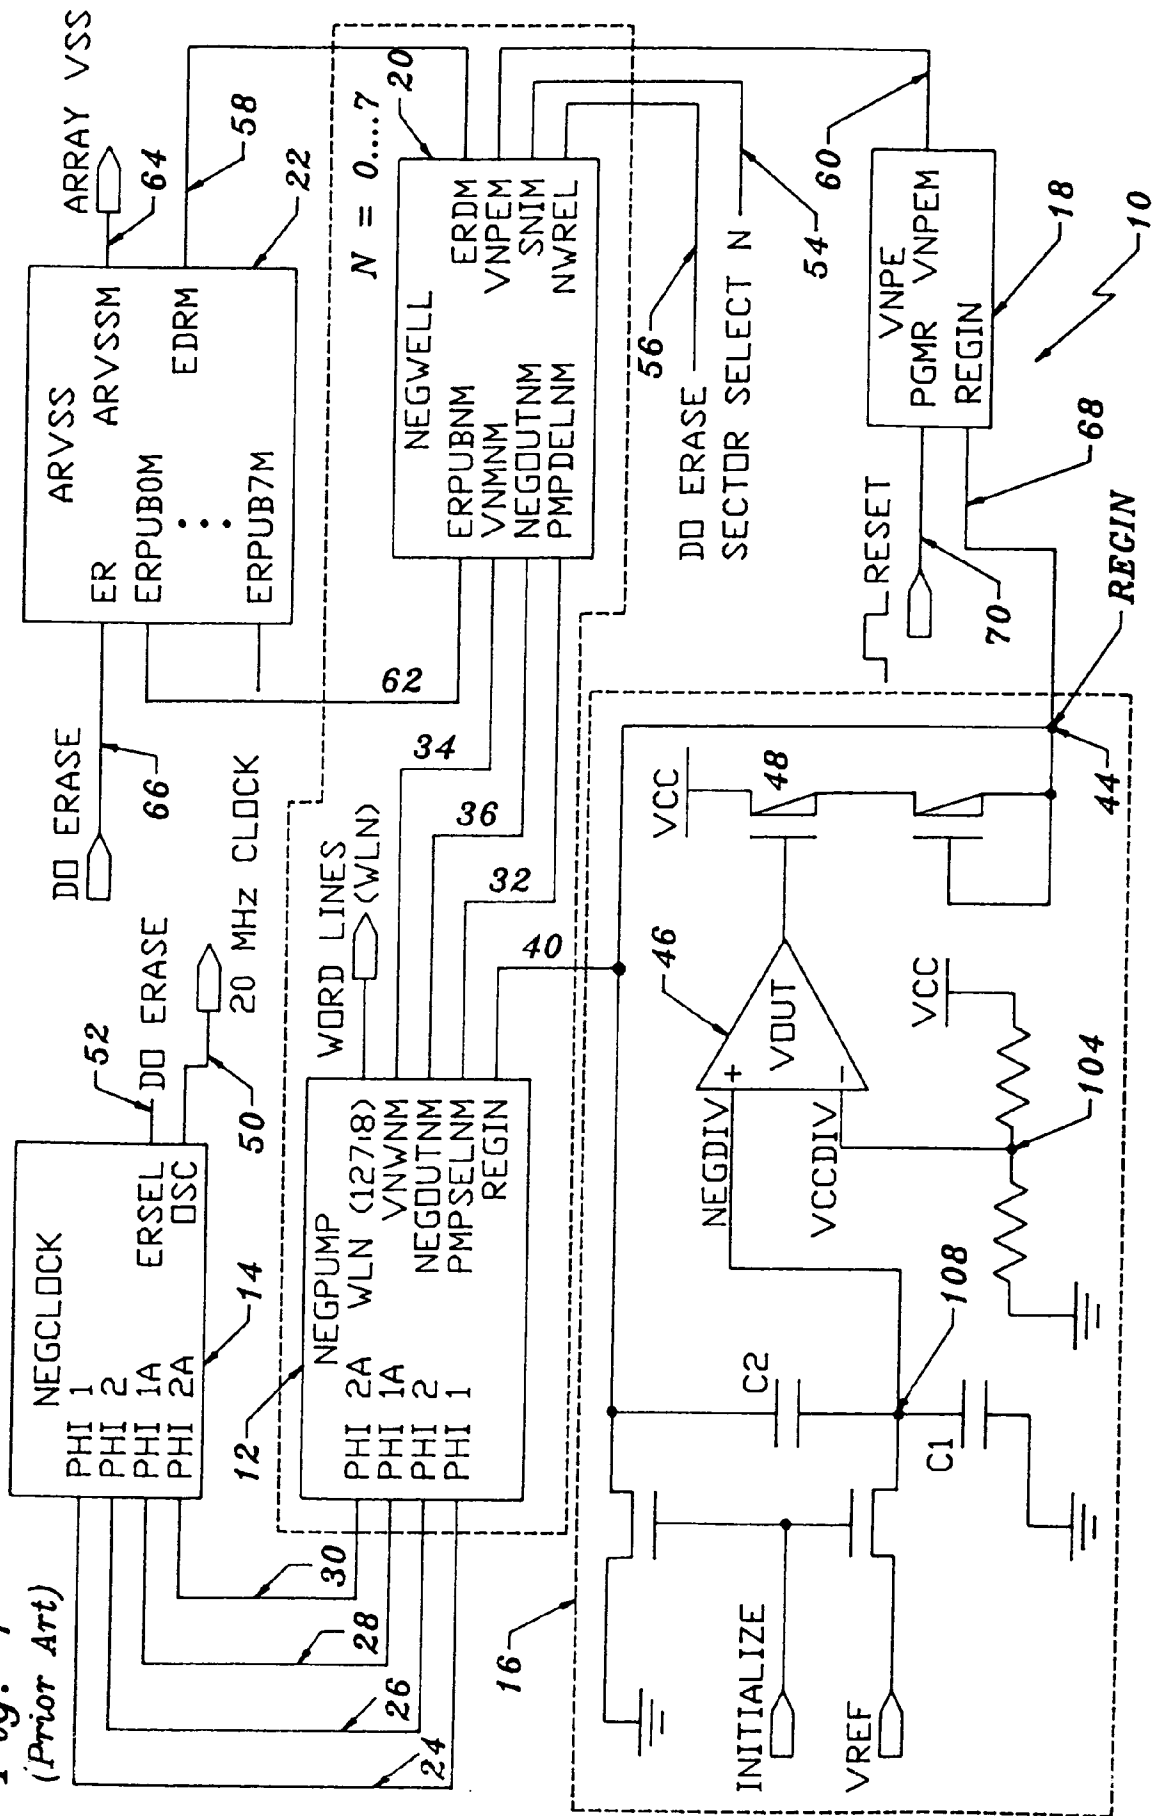 (Prior Art)
NEGCLOCK
PHI 1
PHI 2
PHI 1A
PHI 2A
ERSEL
OSC
14
52
DO ERASE
50
20 MHz CLOCK
24
26
28
30
12
NEGPUMP
PHI 2A
PHI 1A
PHI 2
PHI 1
WLN (127:8)
VNWNM
NEGOUTNM
PMPSELNM
REGIN
WORD LINES
(WLN)
34
36
32
40
DO ERASE
66
ARVSS
ER
ERPUB0M
ERPUB7M
ARVSSM
EDRM
22
ARRAY VSS
64
58
62
N = 0....7
20
NEGWELL
ERPUBNM
VNMNM
NEGOUTNM
PMPDELNM
ERDM
VNPEM
SNIM
NWREL
DO ERASE
56
SECTOR SELECT N
54
60
VNPE
PGMR
VNPEM
REGIN
18
10
RESET
70
68
REGIN
44
16
INITIALIZE
VREF
C2
C1
108
NEGDIV
VCCDIV
+
-
VOUT
46
VCC
48
VCC
104